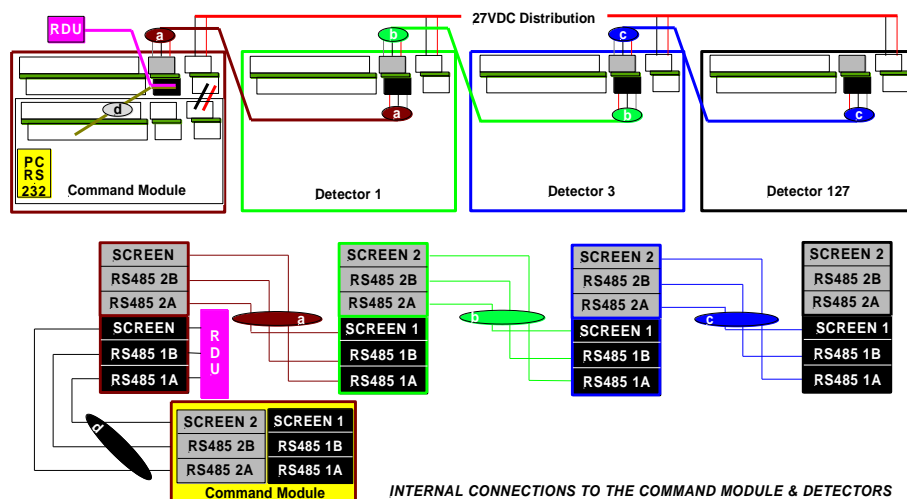 27VDC Distribution
RDU
a
b
c
d
a
b
c
PC
RS
232
Command Module
Detector 1
Detector 3
Detector 127
SCREEN
RS485 2B
RS485 2A
SCREEN
RS485 1B
RS485 1A
RDU
a
SCREEN 2
RS485 2B
RS485 2A
SCREEN 1
RS485 1B
RS485 1A
b
SCREEN 2
RS485 2B
RS485 2A
SCREEN 1
RS485 1B
RS485 1A
c
SCREEN 2
RS485 2B
RS485 2A
SCREEN 1
RS485 1B
RS485 1A
d
SCREEN 2
RS485 2B
RS485 2A
SCREEN 1
RS485 1B
RS485 1A
Command Module
INTERNAL CONNECTIONS TO THE COMMAND MODULE & DETECTORS